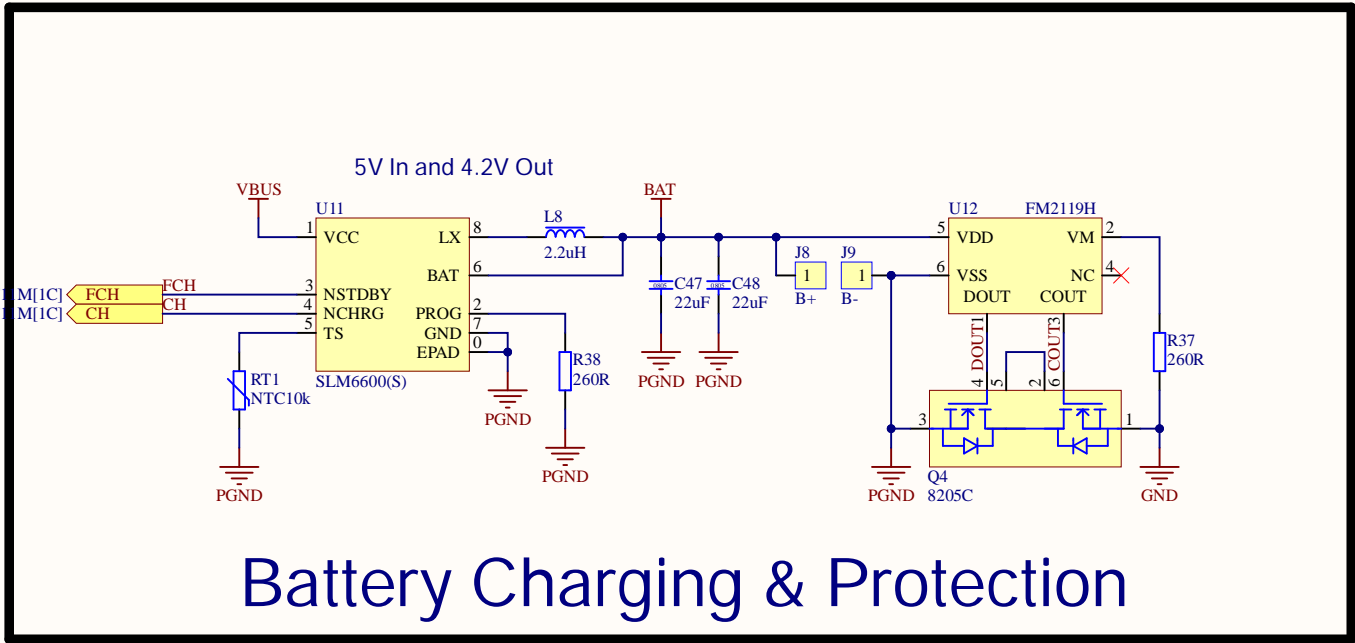 5V In and 4.2V Out
VBUS
BAT
U11
L8
U12
FM2119H
1
VCC
LX
8
2.2uH
5
VDD
VM
2
BAT
6
J8
1
B+
J9
1
B-
6
VSS
NC
4
DOUT
COUT
M[1C]
FCH
FCH
3
NSTDBY
M[1C]
CH
CH
4
NCHRG
PROG
2
5
TS
GND
7
EPAD
0
SLM6600(S)
C47
22uF
0805
C48
22uF
0805
DOUT1
COUT3
R37
260R
RT1
NTC10k
R38
260R
PGND
PGND
PGND
4
5
2
6
3
1
PGND
PGND
PGND
GND
Q4
8205C
Battery Charging & Protection